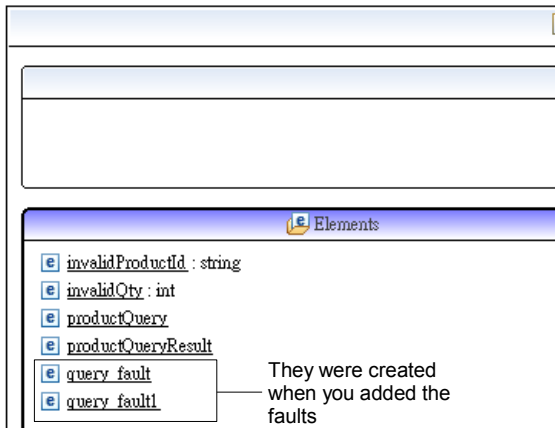 Elements
invalidProductId : string
invalidQty : int
productQuery
productQueryResult
query_fault
query_fault1
They were created
when you added the
faults